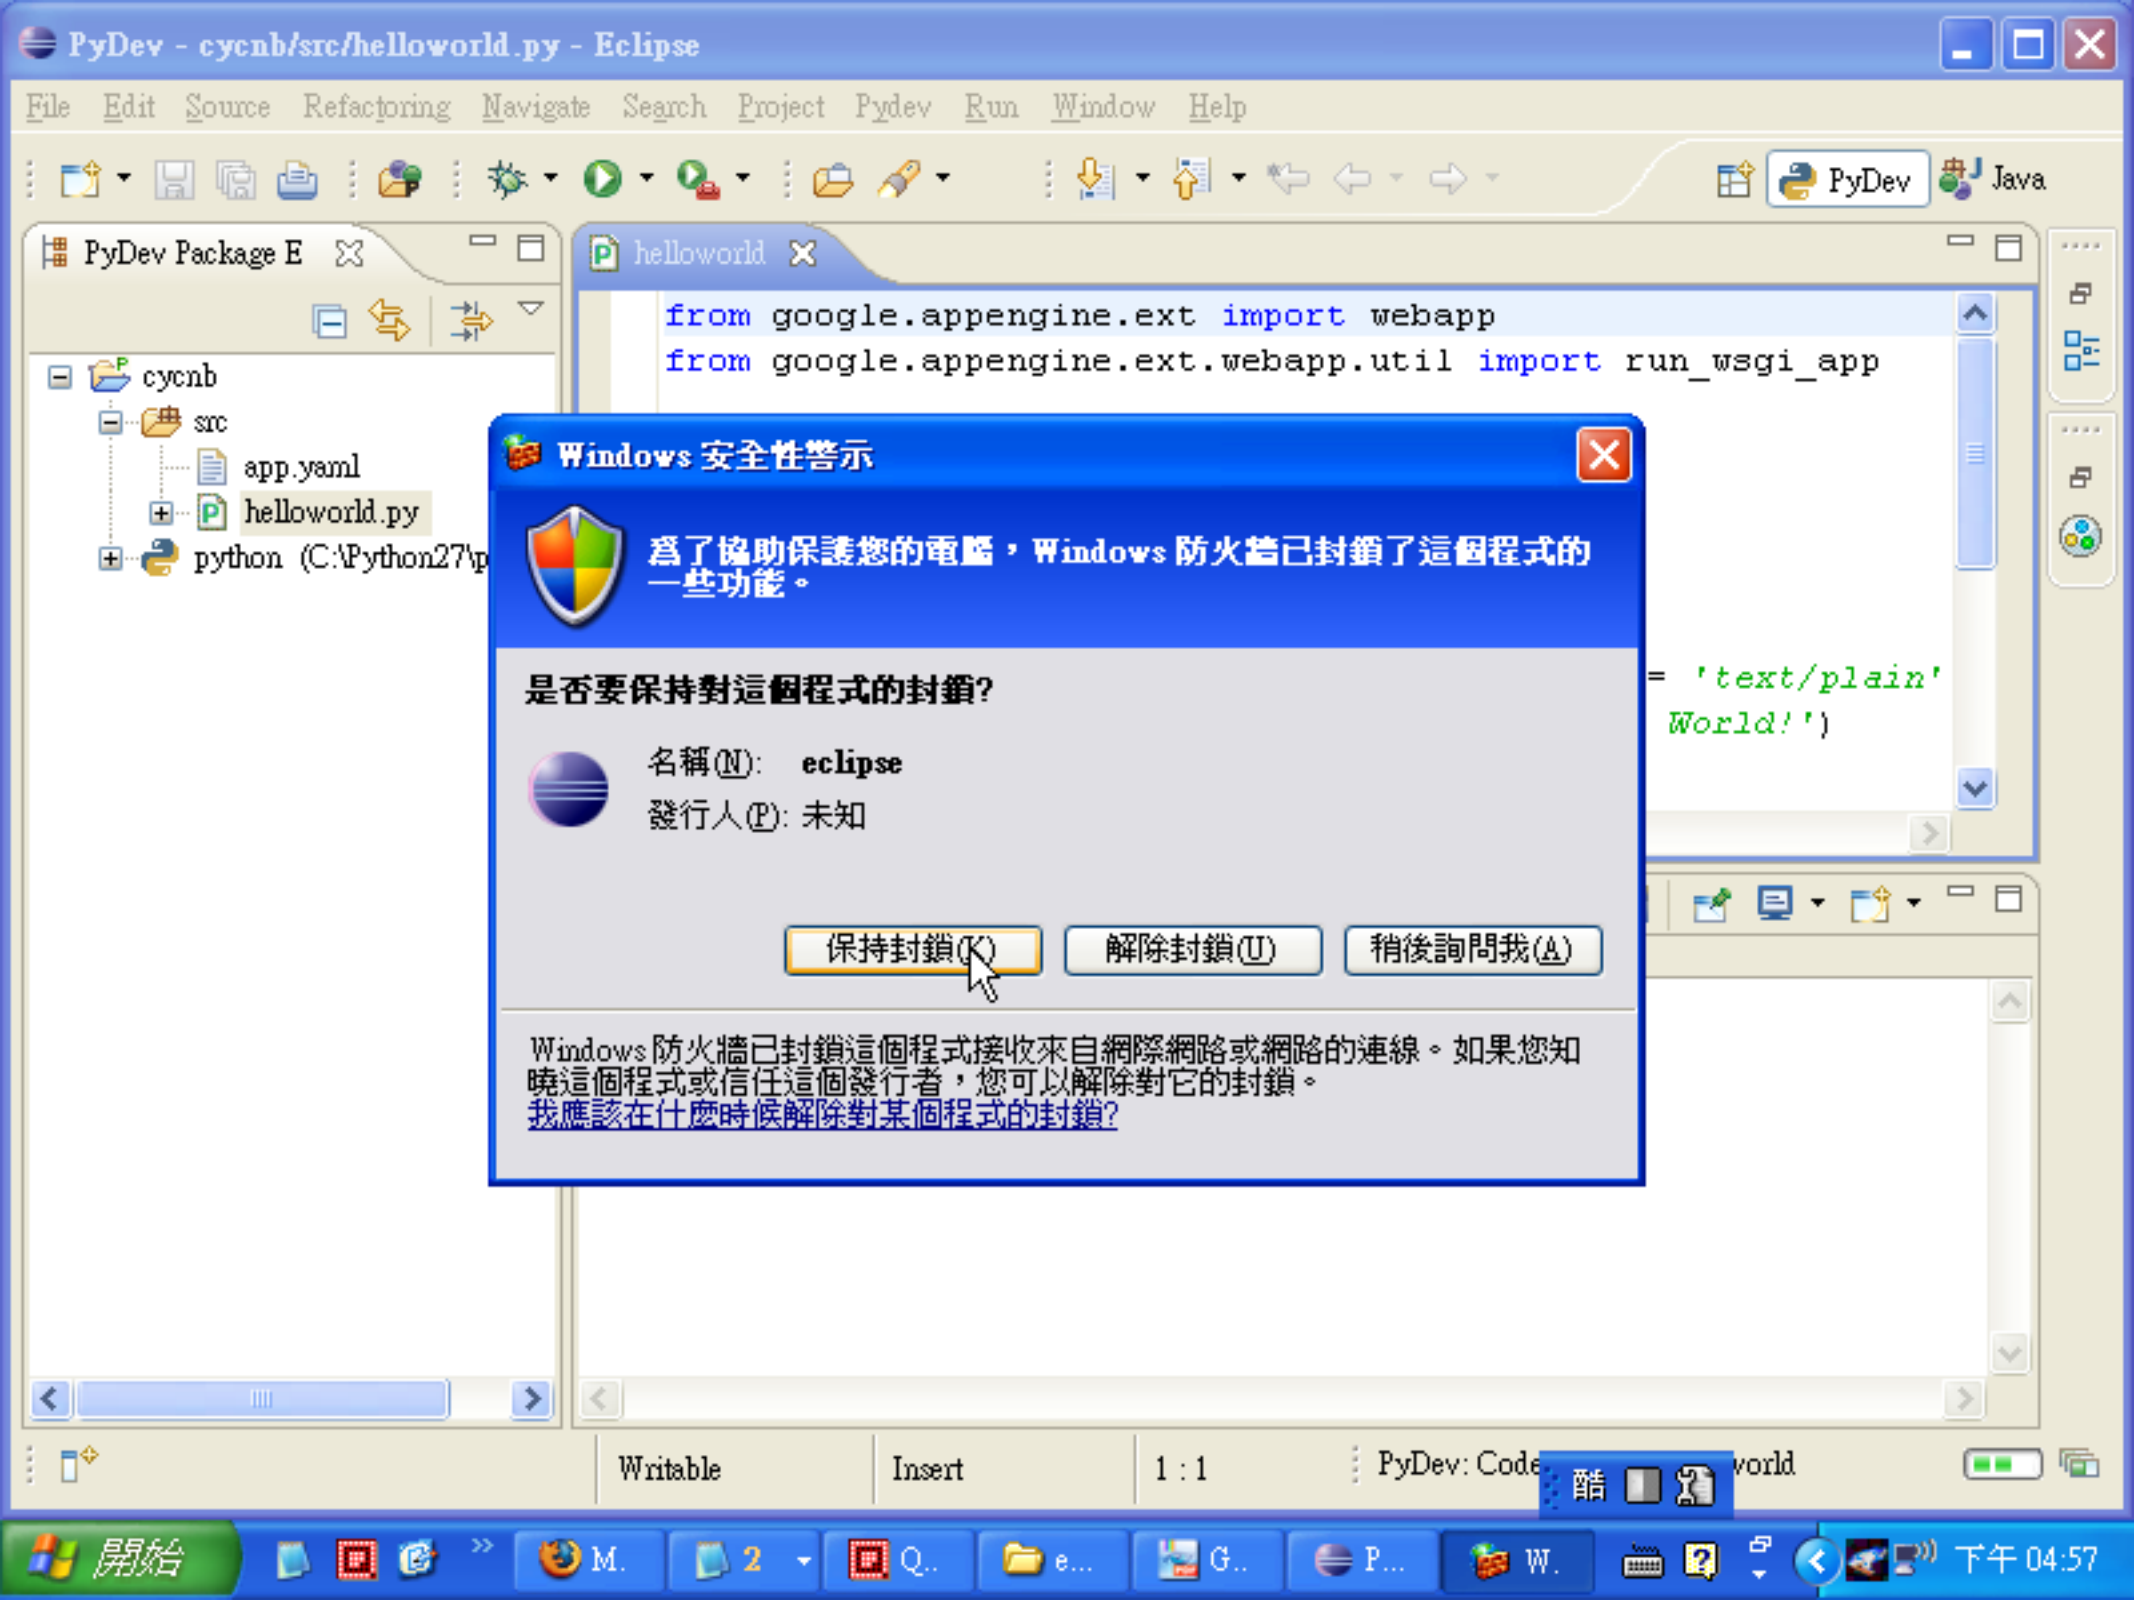 PyDev - cycnb/src/helloworld.py - Eclipse
File Edit Source Refactoring Navigate Search Project Pydev Run Window Help
PyDev Java
PyDev Package E
helloworld
from google.appengine.ext import webapp
from google.appengine.ext.webapp.util import run_wsgi_app
cycnb
src
app.yaml
helloworld.py
python (C:\Python27\p
= 'text/plain'
World!')
Windows 安全性警示
為了協助保護您的電腦，Windows 防火牆已封鎖了這個程式的
一些功能。
是否要保持對這個程式的封鎖?
名稱(N): eclipse
發行人(P): 未知
保持封鎖(K) 解除封鎖(U) 稍後詢問我(A)
Windows 防火牆已封鎖這個程式接收來自網際網路或網路的連線。如果您知
曉這個程式或信任這個發行者，您可以解除對它的封鎖。
我應該在什麼時候解除對某個程式的封鎖?
Writable Insert 1 : 1 PyDev: Code world
酷
開始 M. 2 Q.. e... G.. P... W. 下午 04:57